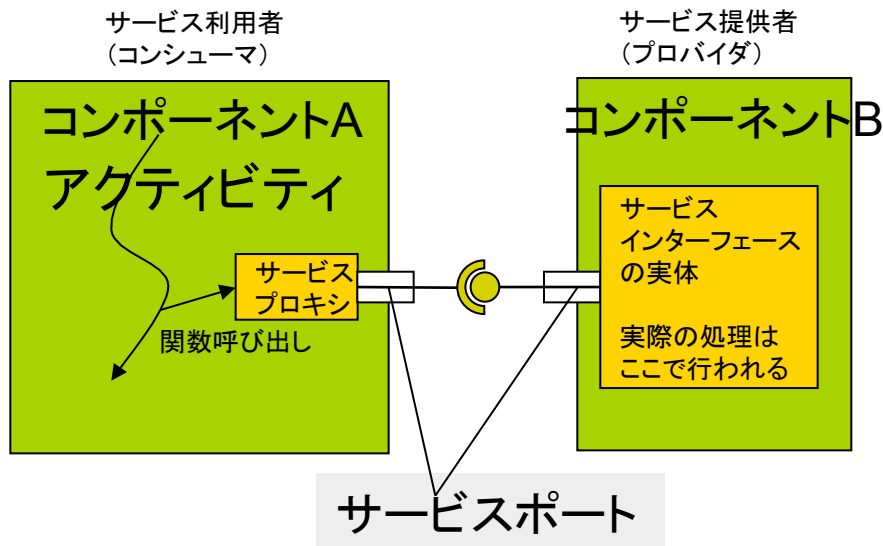 サービス利用者
（コンシューマ）
サービス提供者
（プロバイダ）
コンポーネントA
アクティビティ
サービス
プロキシ
関数呼び出し
コンポーネントB
サービス
インターフェース
の実体
実際の処理は
ここで行われる
サービスポート